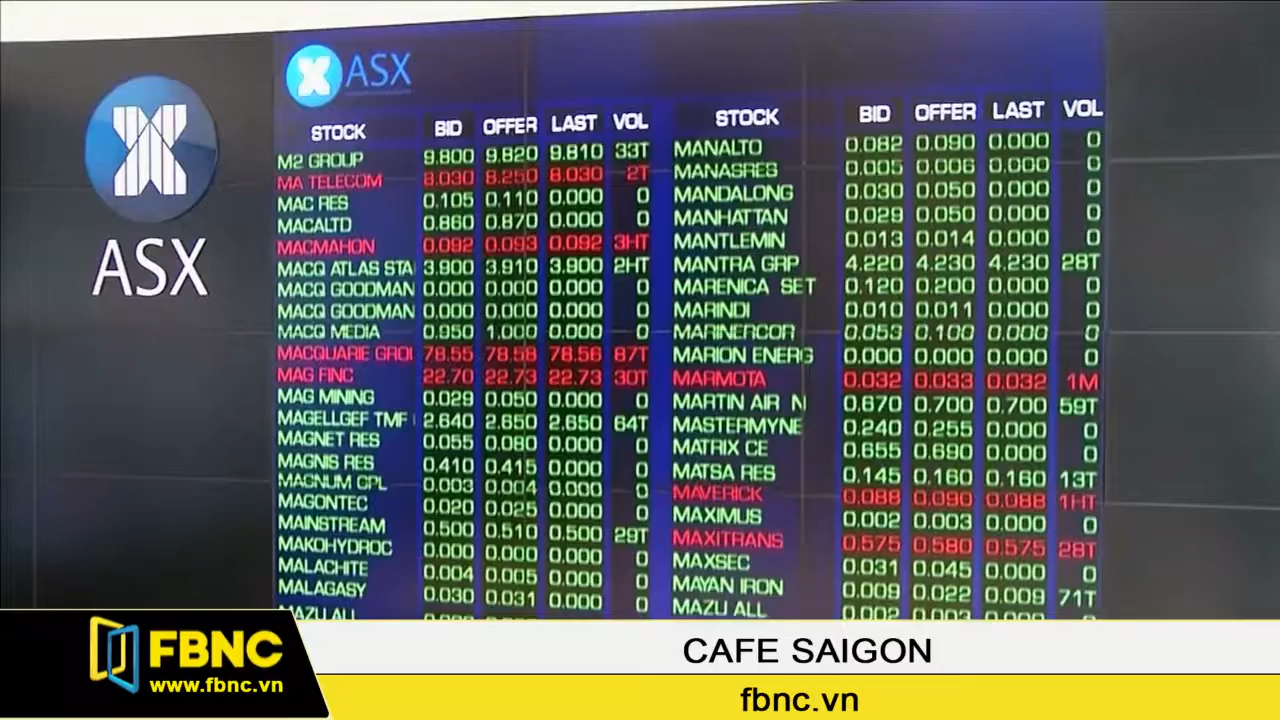 ASX
ASX
STOCK BID OFFER LAST VOL
M2 GROUP 9.800 9.820 9.810 33T
MA TELECOM 8.030 8.250 8.030 2T
MAC RES 0.105 0.110 0.000 0
MACALTD 0.860 0.870 0.000 0
MACMAHON 0.092 0.093 0.092 3HT
MACQ ATLAS STA 3.900 3.910 3.900 2HT
MACQ GOODMAN 0.000 0.000 0.000 0
MACQ GOODMAN 0.000 0.000 0.000 0
MACQ MEDIA 0.950 1.000 0.000 0
MACQUARIE GROU 78.55 78.58 78.56 87T
MAG FINC 22.70 22.73 22.73 30T
MAG MINING 0.029 0.050 0.000 0
MAGELLGEF TMF 2.640 2.650 2.650 64T
MAGNET RES 0.055 0.080 0.000 0
MAGNIS RES 0.410 0.415 0.000 0
MAGNUM GPL 0.003 0.004 0.000 0
MAGONTEC 0.020 0.025 0.000 0
MAINSTREAM 0.500 0.510 0.500 29T
MAKOHYDROC 0.000 0.000 0.000 0
MALACHITE 0.004 0.005 0.000 0
MALAGASY 0.030 0.031 0.000 0
STOCK BID OFFER LAST VOL
MANALTO 0.082 0.090 0.000 0
MANASRES 0.005 0.006 0.000 0
MANDALONG 0.030 0.050 0.000 0
MANHATTAN 0.029 0.050 0.000 0
MANTLEMIN 0.013 0.014 0.000 0
MANTRA GRP 4.220 4.230 4.230 28T
MARENICA SET 0.120 0.200 0.000 0
MARINDI 0.010 0.011 0.000 0
MARINERCOR 0.053 0.100 0.000 0
MARION ENERG 0.000 0.000 0.000 0
MARMOTA 0.032 0.033 0.032 1M
MARTIN AIR N 0.670 0.700 0.700 59T
MASTERMYNE 0.240 0.255 0.000 0
MATRIX CE 0.655 0.690 0.000 0
MATSA RES 0.145 0.160 0.160 13T
MAVERICK 0.088 0.090 0.088 1HT
MAXIMUS 0.002 0.003 0.000 0
MAXITRANS 0.575 0.580 0.575 28T
MAXSEC 0.031 0.045 0.000 0
MAYAN IRON 0.009 0.022 0.009 71T
MAZU ALL 0.002 0.003 0.000 0
FBNC
www.fbnc.vn
CAFE SAIGON
fbnc.vn